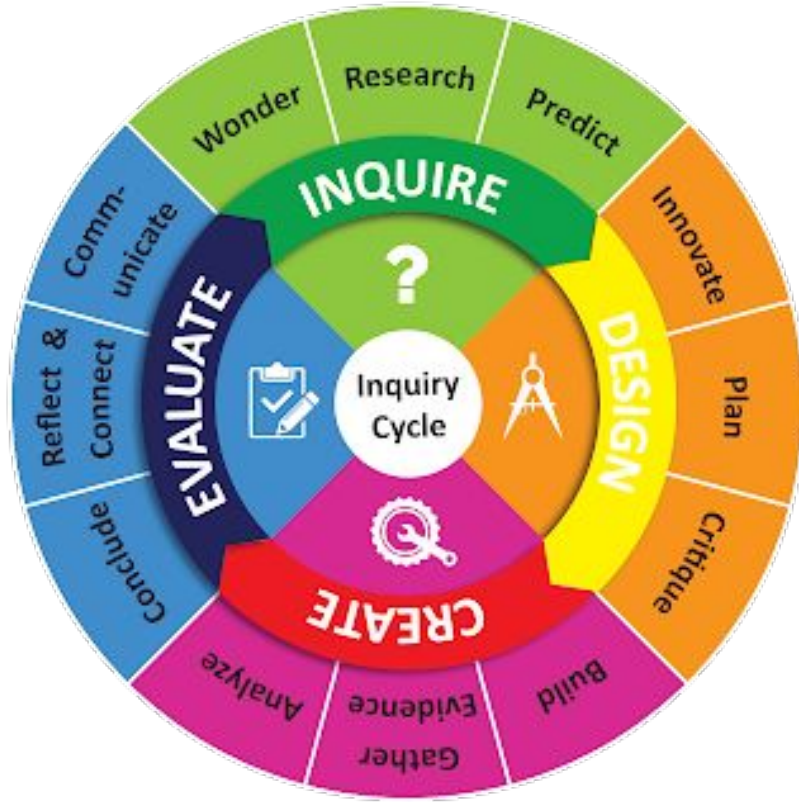 Inquiry
Cycle
INQUIRE
Wonder
Research
Predict
DESIGN
Innovate
Plan
Critique
CREATE
Build
Gather
Evidence
Analyze
EVALUATE
Conclude
Reflect &
Connect
Comm-
unicate
?